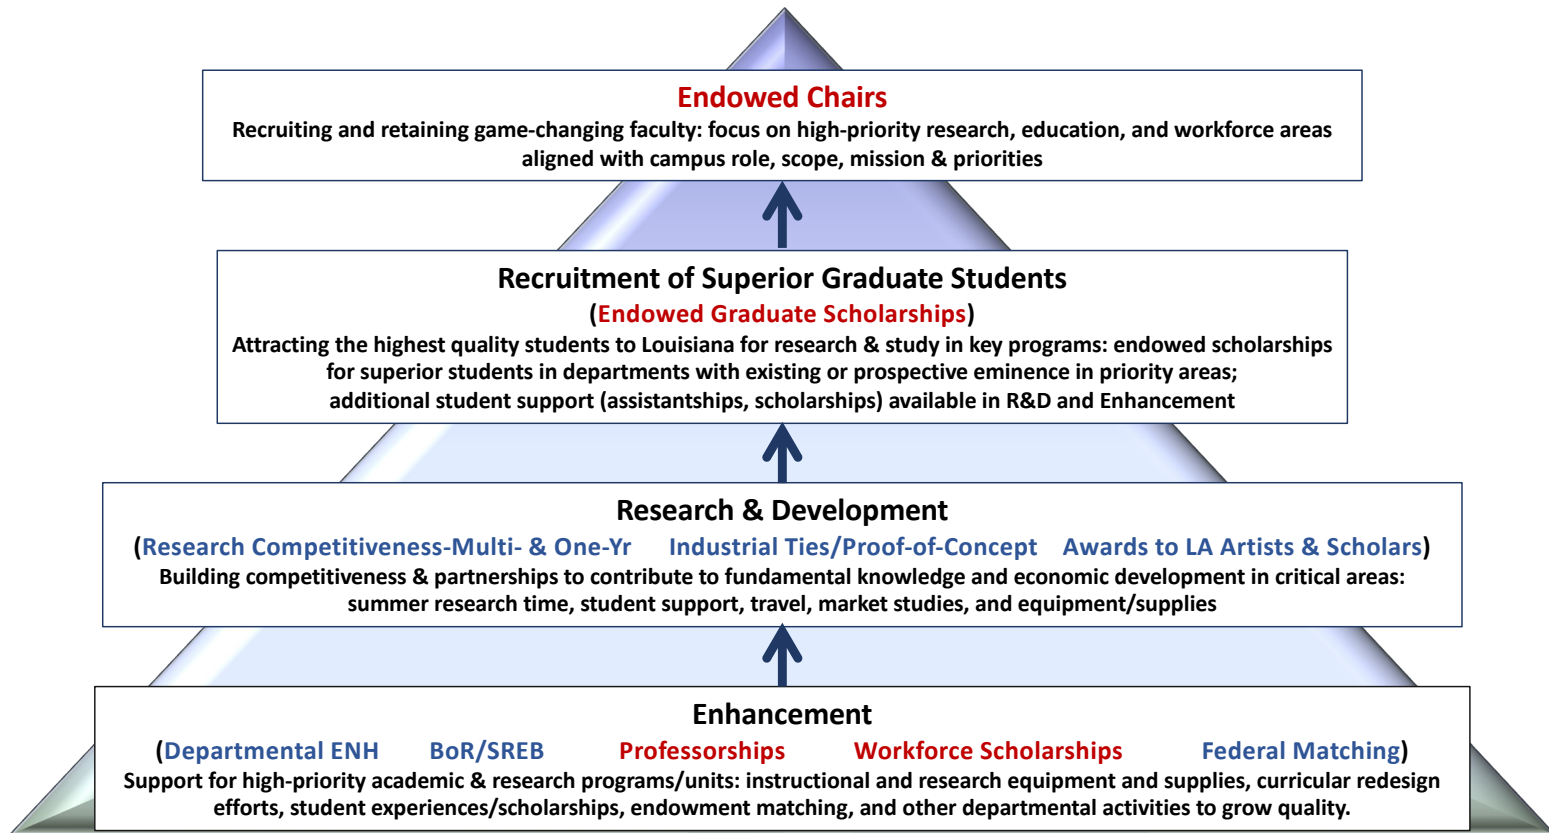 Endowed Chairs
Recruiting and retaining game-changing faculty: focus on high-priority research, education, and workforce areas
aligned with campus role, scope, mission & priorities
Recruitment of Superior Graduate Students
(Endowed Graduate Scholarships)
Attracting the highest quality students to Louisiana for research & study in key programs: endowed scholarships
for superior students in departments with existing or prospective eminence in priority areas;
additional student support (assistantships, scholarships) available in R&D and Enhancement
Research & Development
(Research Competitiveness-Multi- & One-Yr Industrial Ties/Proof-of-Concept Awards to LA Artists & Scholars)
Building competitiveness & partnerships to contribute to fundamental knowledge and economic development in critical areas:
summer research time, student support, travel, market studies, and equipment/supplies
Enhancement
(Departmental ENH BoR/SREB Professorships Workforce Scholarships Federal Matching)
Support for high-priority academic & research programs/units: instructional and research equipment and supplies, curricular redesign
efforts, student experiences/scholarships, endowment matching, and other departmental activities to grow quality.